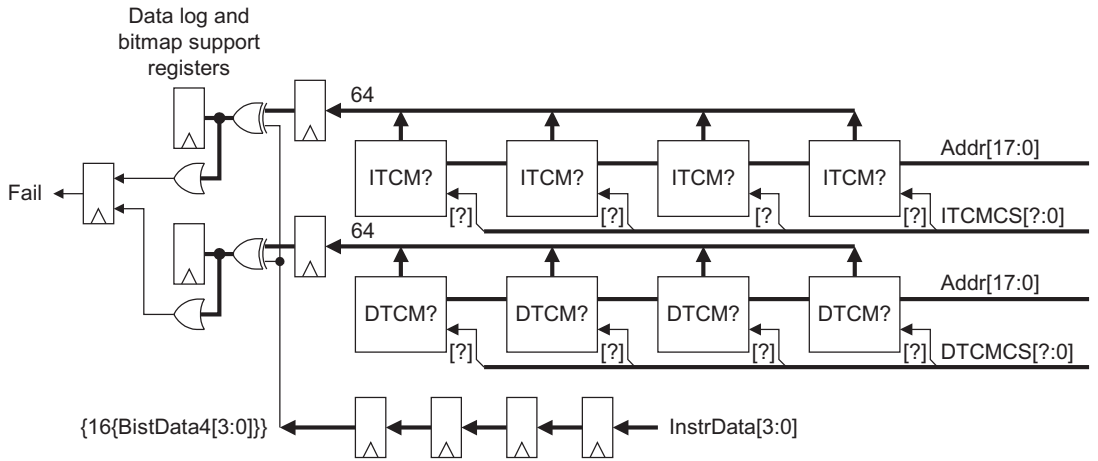 Data log and
bitmap support
registers
64
Addr[17:0]
ITCM? ITCM? ITCM? ITCM?
Fail
[?] [?] [? [?] ITCMCS[?:0]
64
Addr[17:0]
DTCM? DTCM? DTCM? DTCM?
[?] [?] [?] [?] DTCMCS[?:0]
{16{BistData4[3:0]}} InstrData[3:0]